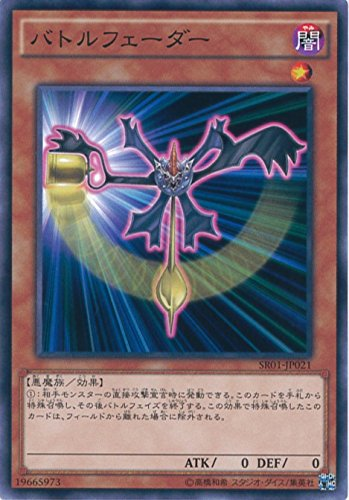 バトルフェーダー
闇
SR01-JP021
【悪魔族/効果】
①:相手モンスターの直接攻撃宣言時に発動できる。このカードを手札から
特殊召喚し、その後バトルフェイズを終了する。この効果で特殊召喚したこの
カードは、フィールドから離れた場合に除外される。
ATK/ 0 DEF/ 0
19665973
©高橋和希 スタジオ・ダイス/集英社